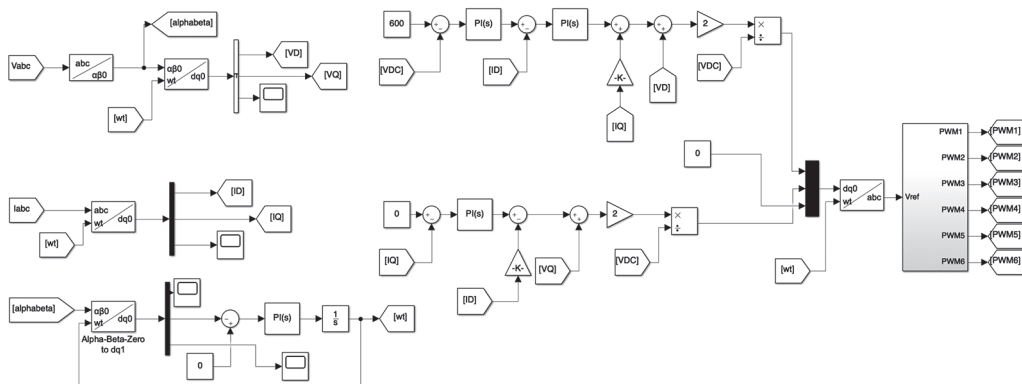 [alphabeta]
Vabc
abc
αβ0
αβ0
wt
dq0
[VD]
[VQ]
[wt]
Iabc
abc
wt
dq0
[ID]
[IQ]
[wt]
[alphabeta]
αβ0
wt
dq0
Alpha-Beta-Zero
to dq1
PI(s)
1
s
[wt]
0
600
PI(s)
PI(s)
2
×
÷
[VDC]
[ID]
-K-
[VD]
[VDC]
[IQ]
0
0
PI(s)
2
×
÷
[IQ]
-K-
[VQ]
[VDC]
[ID]
dq0
wt
abc
[wt]
Vref
PWM1
PWM2
PWM3
PWM4
PWM5
PWM6
[PWM1]
[PWM2]
[PWM3]
[PWM4]
[PWM5]
[PWM6]